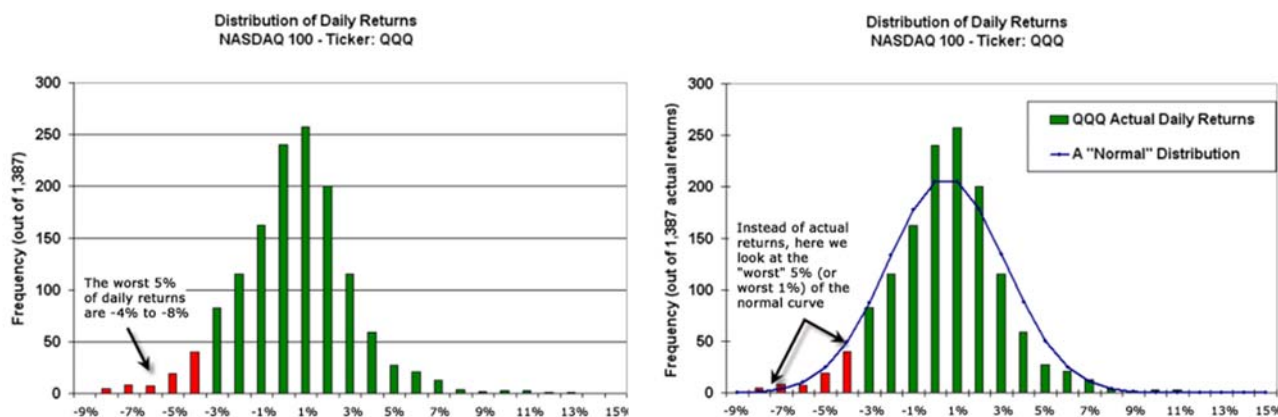 Distribution of Daily Returns
NASDAQ 100 - Ticker: QQQ
Frequency (out of 1,387)
300
250
200
150
100
50
0
The worst 5%
of daily returns
are -4% to -8%
-9% -7% -5% -3% -1% 1% 3% 5% 7% 9% 11% 13% 15%
Distribution of Daily Returns
NASDAQ 100 - Ticker: QQQ
Frequency (out of 1,387 actual returns)
300
250
200
150
100
50
0
QQQ Actual Daily Returns
A "Normal" Distribution
Instead of actual
returns, here we
look at the
"worst" 5% (or
worst 1%) of the
normal curve
-9% -7% -5% -3% -1% 1% 3% 5% 7% 9% 11% 13% 15%